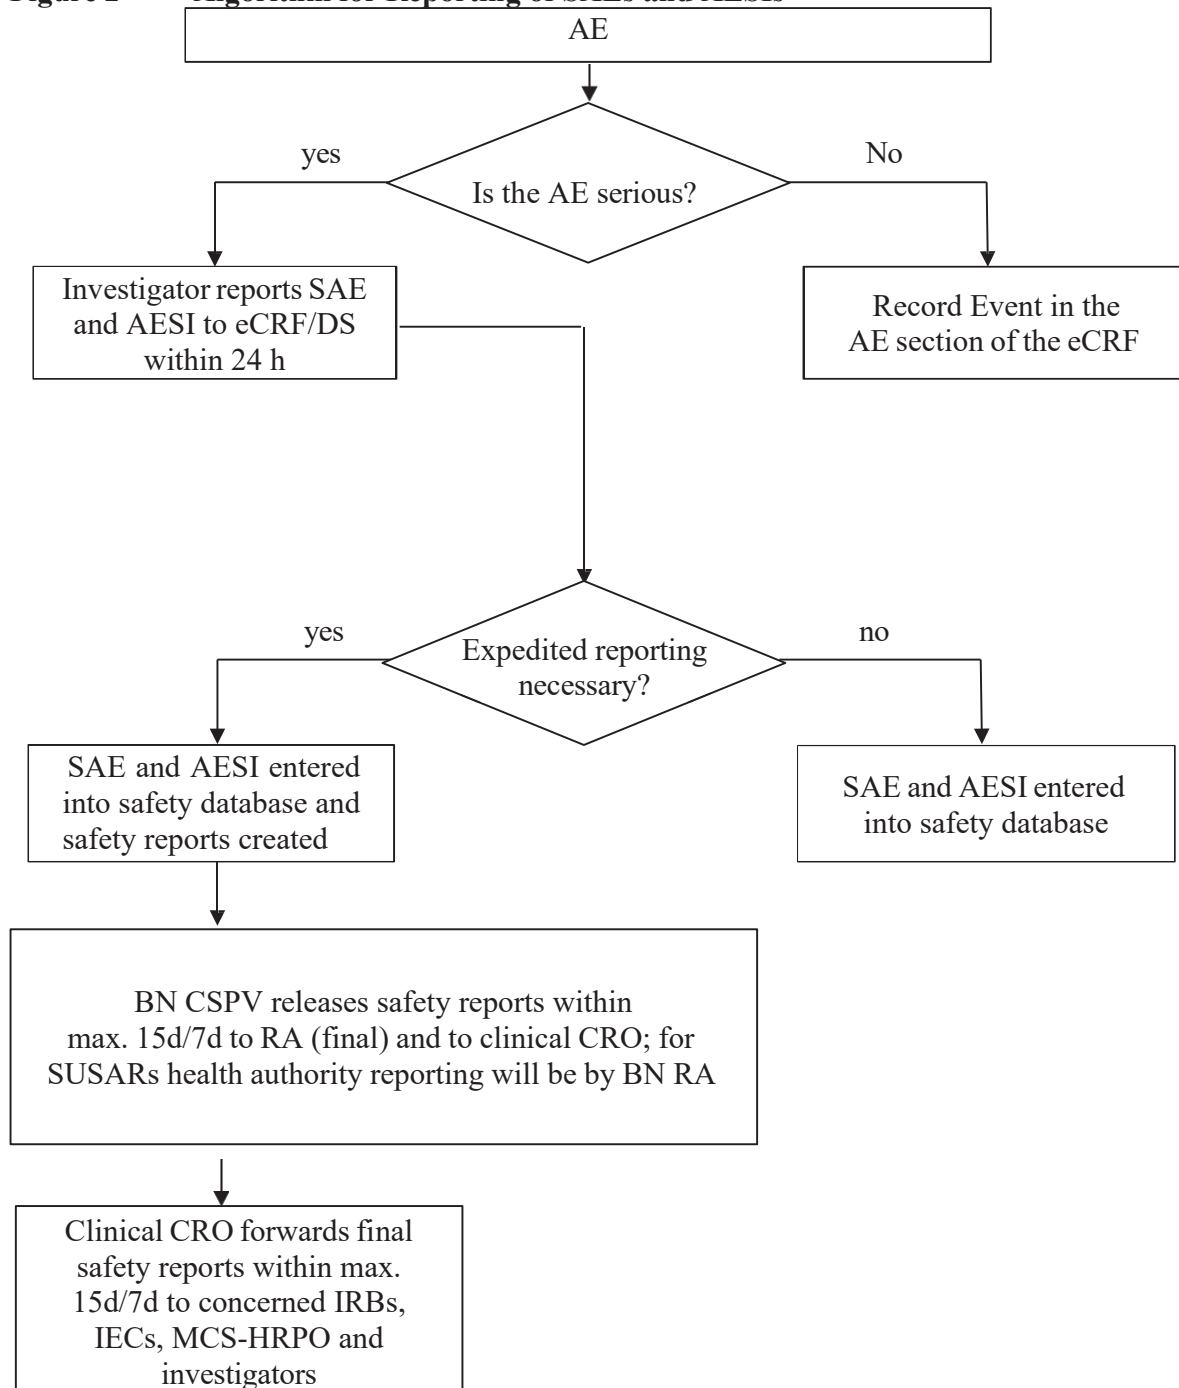 AE
yes
No
Is the AE serious?
Investigator reports SAE
and AESI to eCRF/DS
within 24 h
Record Event in the
AE section of the eCRF
yes
no
Expedited reporting
necessary?
SAE and AESI entered
into safety database and
safety reports created
SAE and AESI entered
into safety database
BN CSPV releases safety reports within
max. 15d/7d to RA (final) and to clinical CRO; for
SUSARs health authority reporting will be by BN RA
Clinical CRO forwards final
safety reports within max.
15d/7d to concerned IRBs,
IECs, MCS-HRPO and
investigators